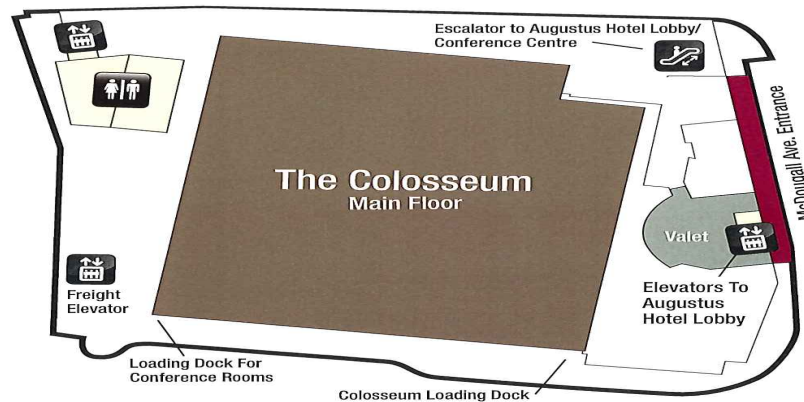 Escalator to Augustus Hotel Lobby/
Conference Centre
McDougall Ave. Entrance
The Colosseum
Main Floor
Valet
Freight
Elevator
Elevators To
Augustus
Hotel Lobby
Loading Dock For
Conference Rooms
Colosseum Loading Dock